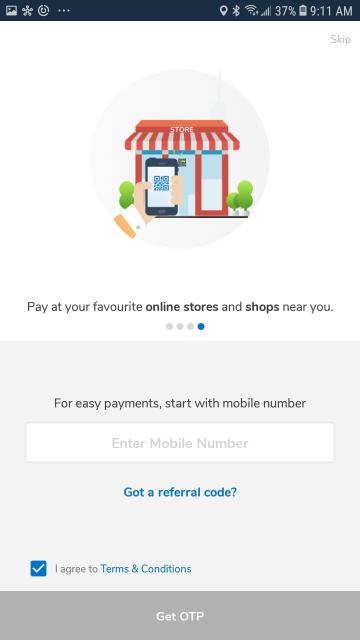 37% 9:11 AM
Skip
STORE
Pay at your favourite online stores and shops near you.
For easy payments, start with mobile number
Enter Mobile Number
Got a referral code?
I agree to Terms & Conditions
Get OTP